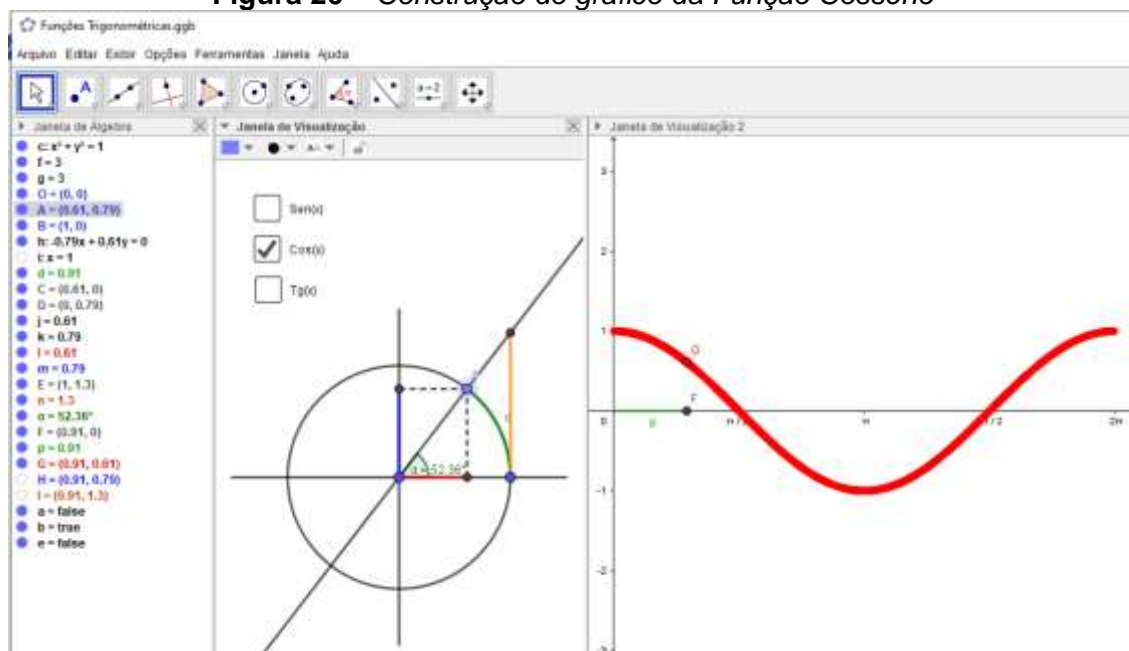 Figura 20 – Construção do gráfico da Função Cosseno
Funções Trigonométricas.ggb
Arquivo Editar Exibir Opções Ferramentas Janela Ajuda
A
a=2
Janela de Álgebra
c: x² + y² = 1
f = 3
g = 3
O = (0, 0)
A = (0.61, 0.79)
B = (1, 0)
h: -0.79x + 0.61y = 0
i: x = 1
d = 0.91
C = (0.61, 0)
D = (0, 0.79)
j = 0.61
k = 0.79
l = 0.61
m = 0.79
E = (1, 1.3)
n = 1.3
α = 52.36°
F = (0.91, 0)
p = 0.91
G = (0.91, 0.61)
H = (0.91, 0.79)
I = (0.91, 1.3)
a = false
b = true
e = false
Janela de Visualização
Sen(x)
Cos(x)
Tg(x)
α = 52.36°
Janela de Visualização 2
3
2
1
G
F
0
p
π
2π
-1
-2
-3